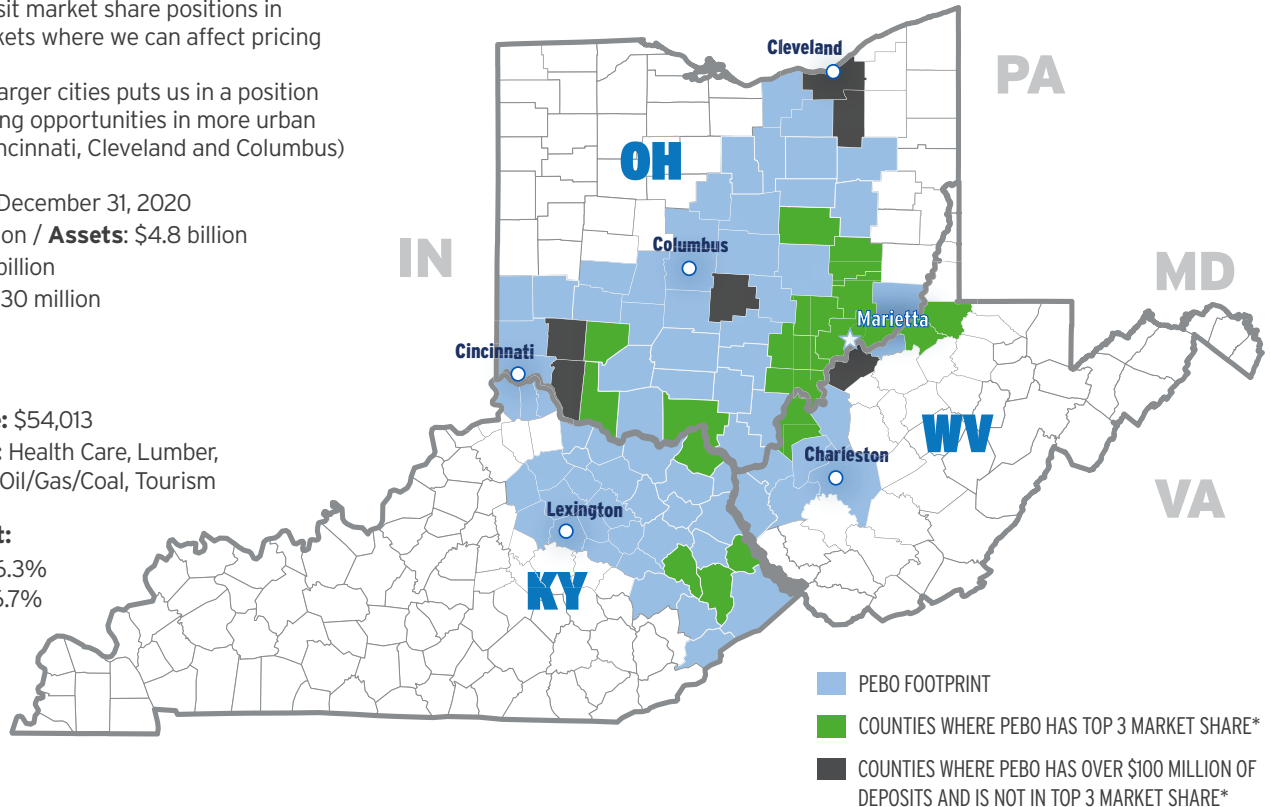 sit market share positions in
kets where we can affect pricing
arger cities puts us in a position
ng opportunities in more urban
ncinnati, Cleveland and Columbus)
December 31, 2020
on / Assets: $4.8 billion
billion
30 million
e: $54,013
: Health Care, Lumber,
Oil/Gas/Coal, Tourism
t:
6.3%
6.7%
Cleveland
PA
OH
Columbus
IN
MD
Marietta
Cincinnati
WV
Charleston
VA
Lexington
KY
PEBO FOOTPRINT
COUNTIES WHERE PEBO HAS TOP 3 MARKET SHARE*
COUNTIES WHERE PEBO HAS OVER $100 MILLION OF
DEPOSITS AND IS NOT IN TOP 3 MARKET SHARE*